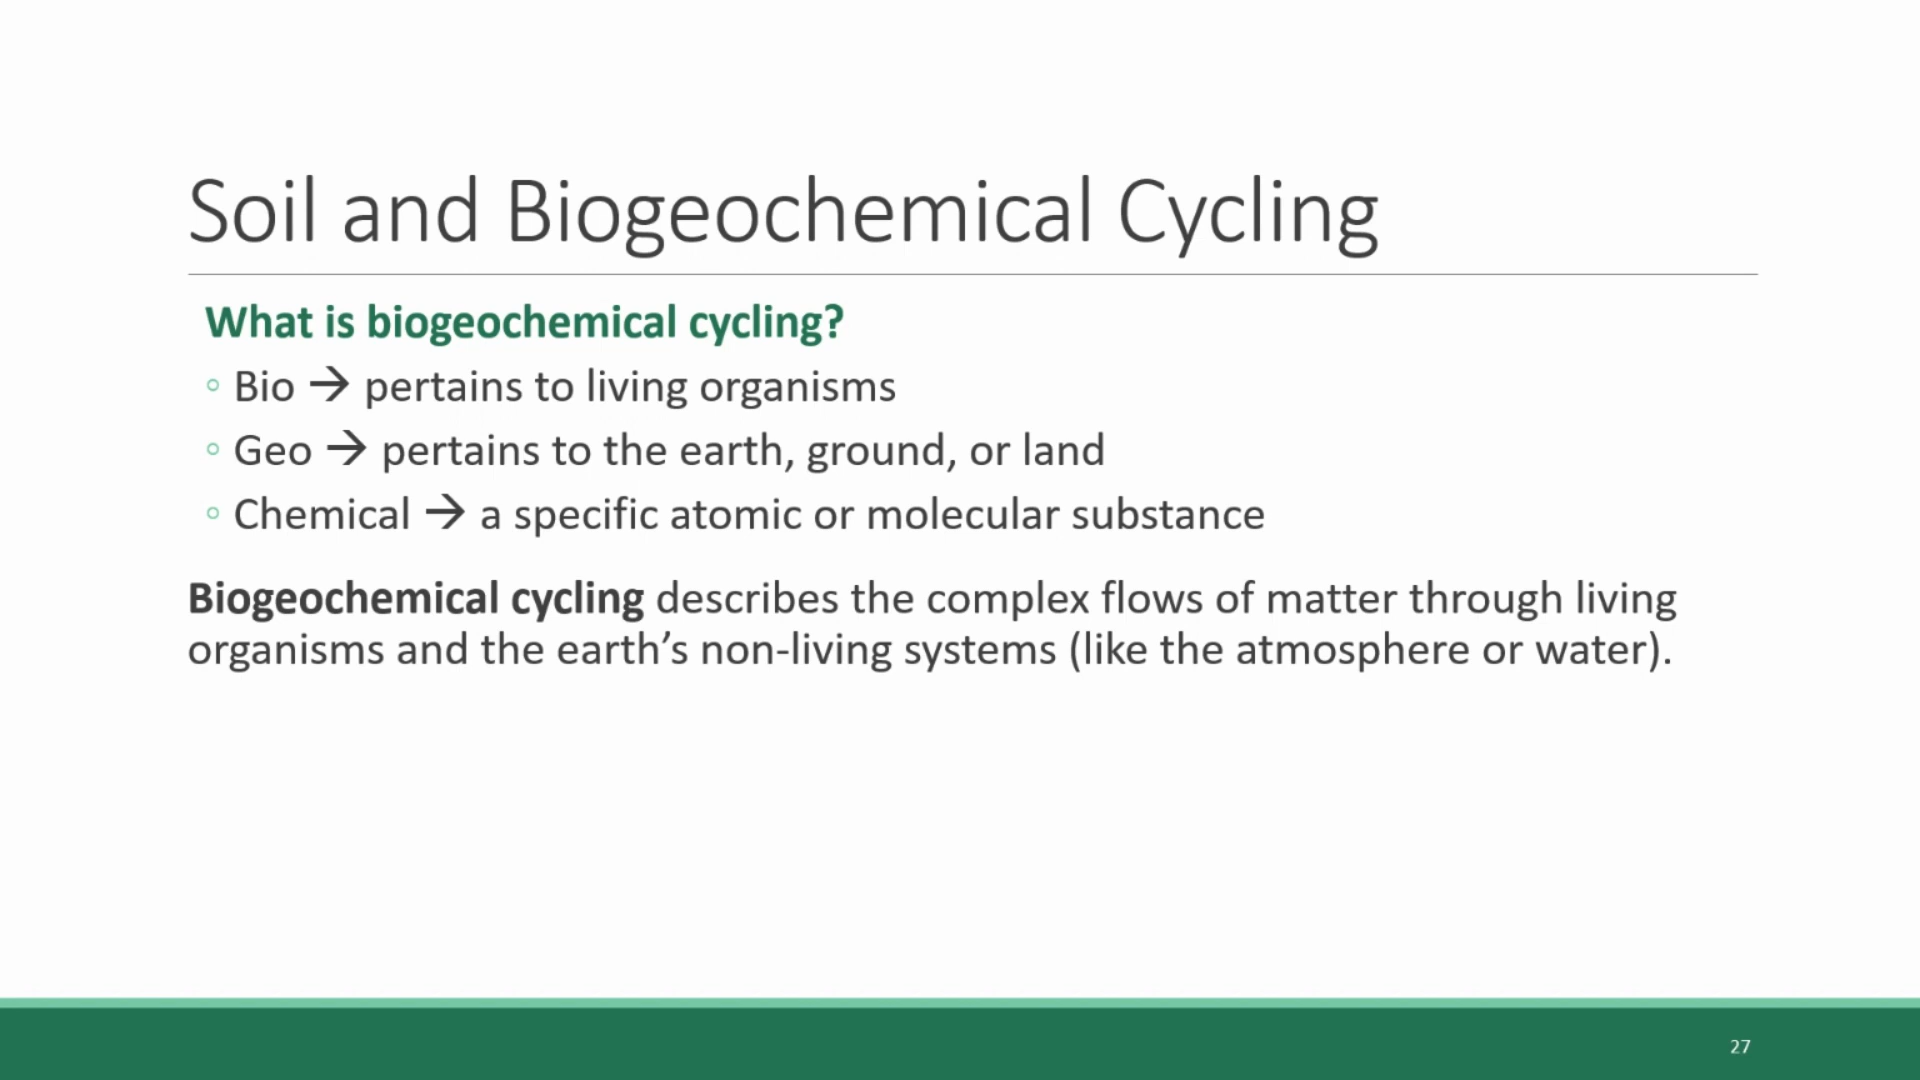 Soil and Biogeochemical Cycling
What is biogeochemical cycling?
◦ Bio → pertains to living organisms
◦ Geo → pertains to the earth, ground, or land
◦ Chemical → a specific atomic or molecular substance
Biogeochemical cycling describes the complex flows of matter through living
organisms and the earth’s non-living systems (like the atmosphere or water).
27